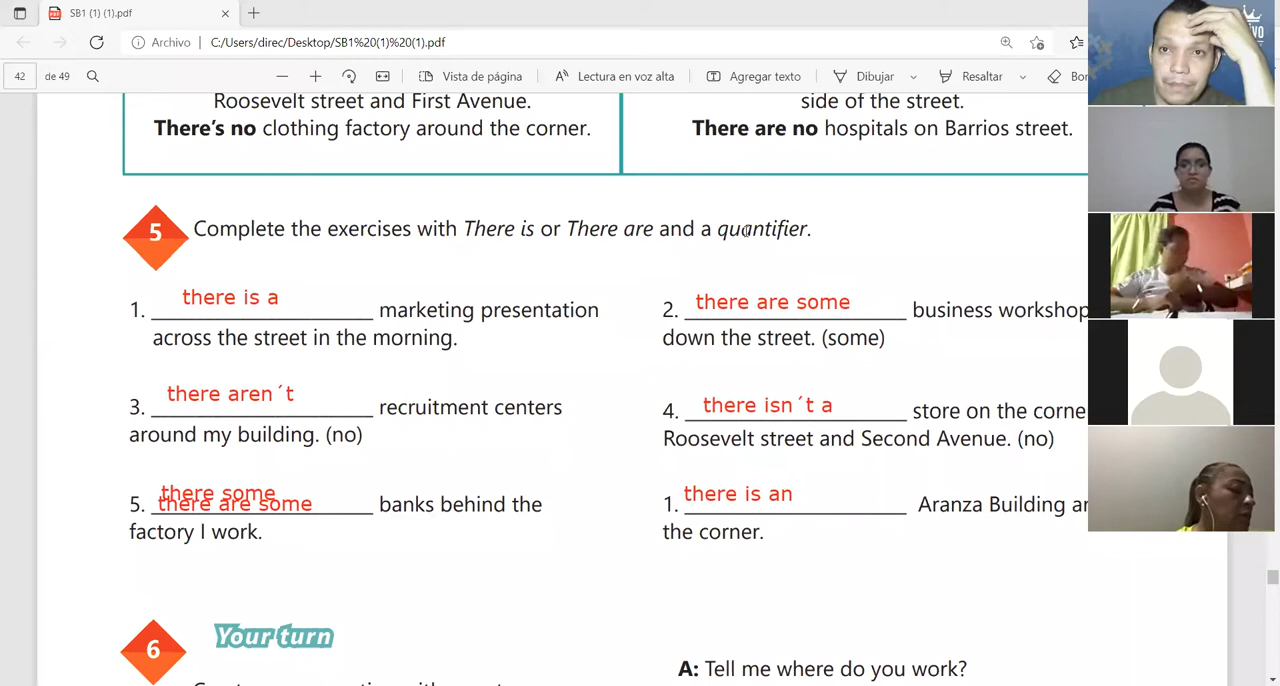 SB1 (1) (1).pdf
Archivo C:/Users/direc/Desktop/SB1%20(1)%20(1).pdf
42 de 49 Vista de página Lectura en voz alta Agregar texto Dibujar Resaltar
Roosevelt street and First Avenue.
There's no clothing factory around the corner.
side of the street.
There are no hospitals on Barrios street.
5 Complete the exercises with There is or There are and a quantifier.
there is a
1. ____________________ marketing presentation
across the street in the morning.
there are some
2. ____________________ business workshop
down the street. (some)
there aren´t
3. ____________________ recruitment centers
around my building. (no)
there isn´t a
4. ____________________ store on the corne
Roosevelt street and Second Avenue. (no)
there some
there are some
5. ____________________ banks behind the
factory I work.
there is an
1. ____________________ Aranza Building ar
the corner.
6 Your turn
A: Tell me where do you work?